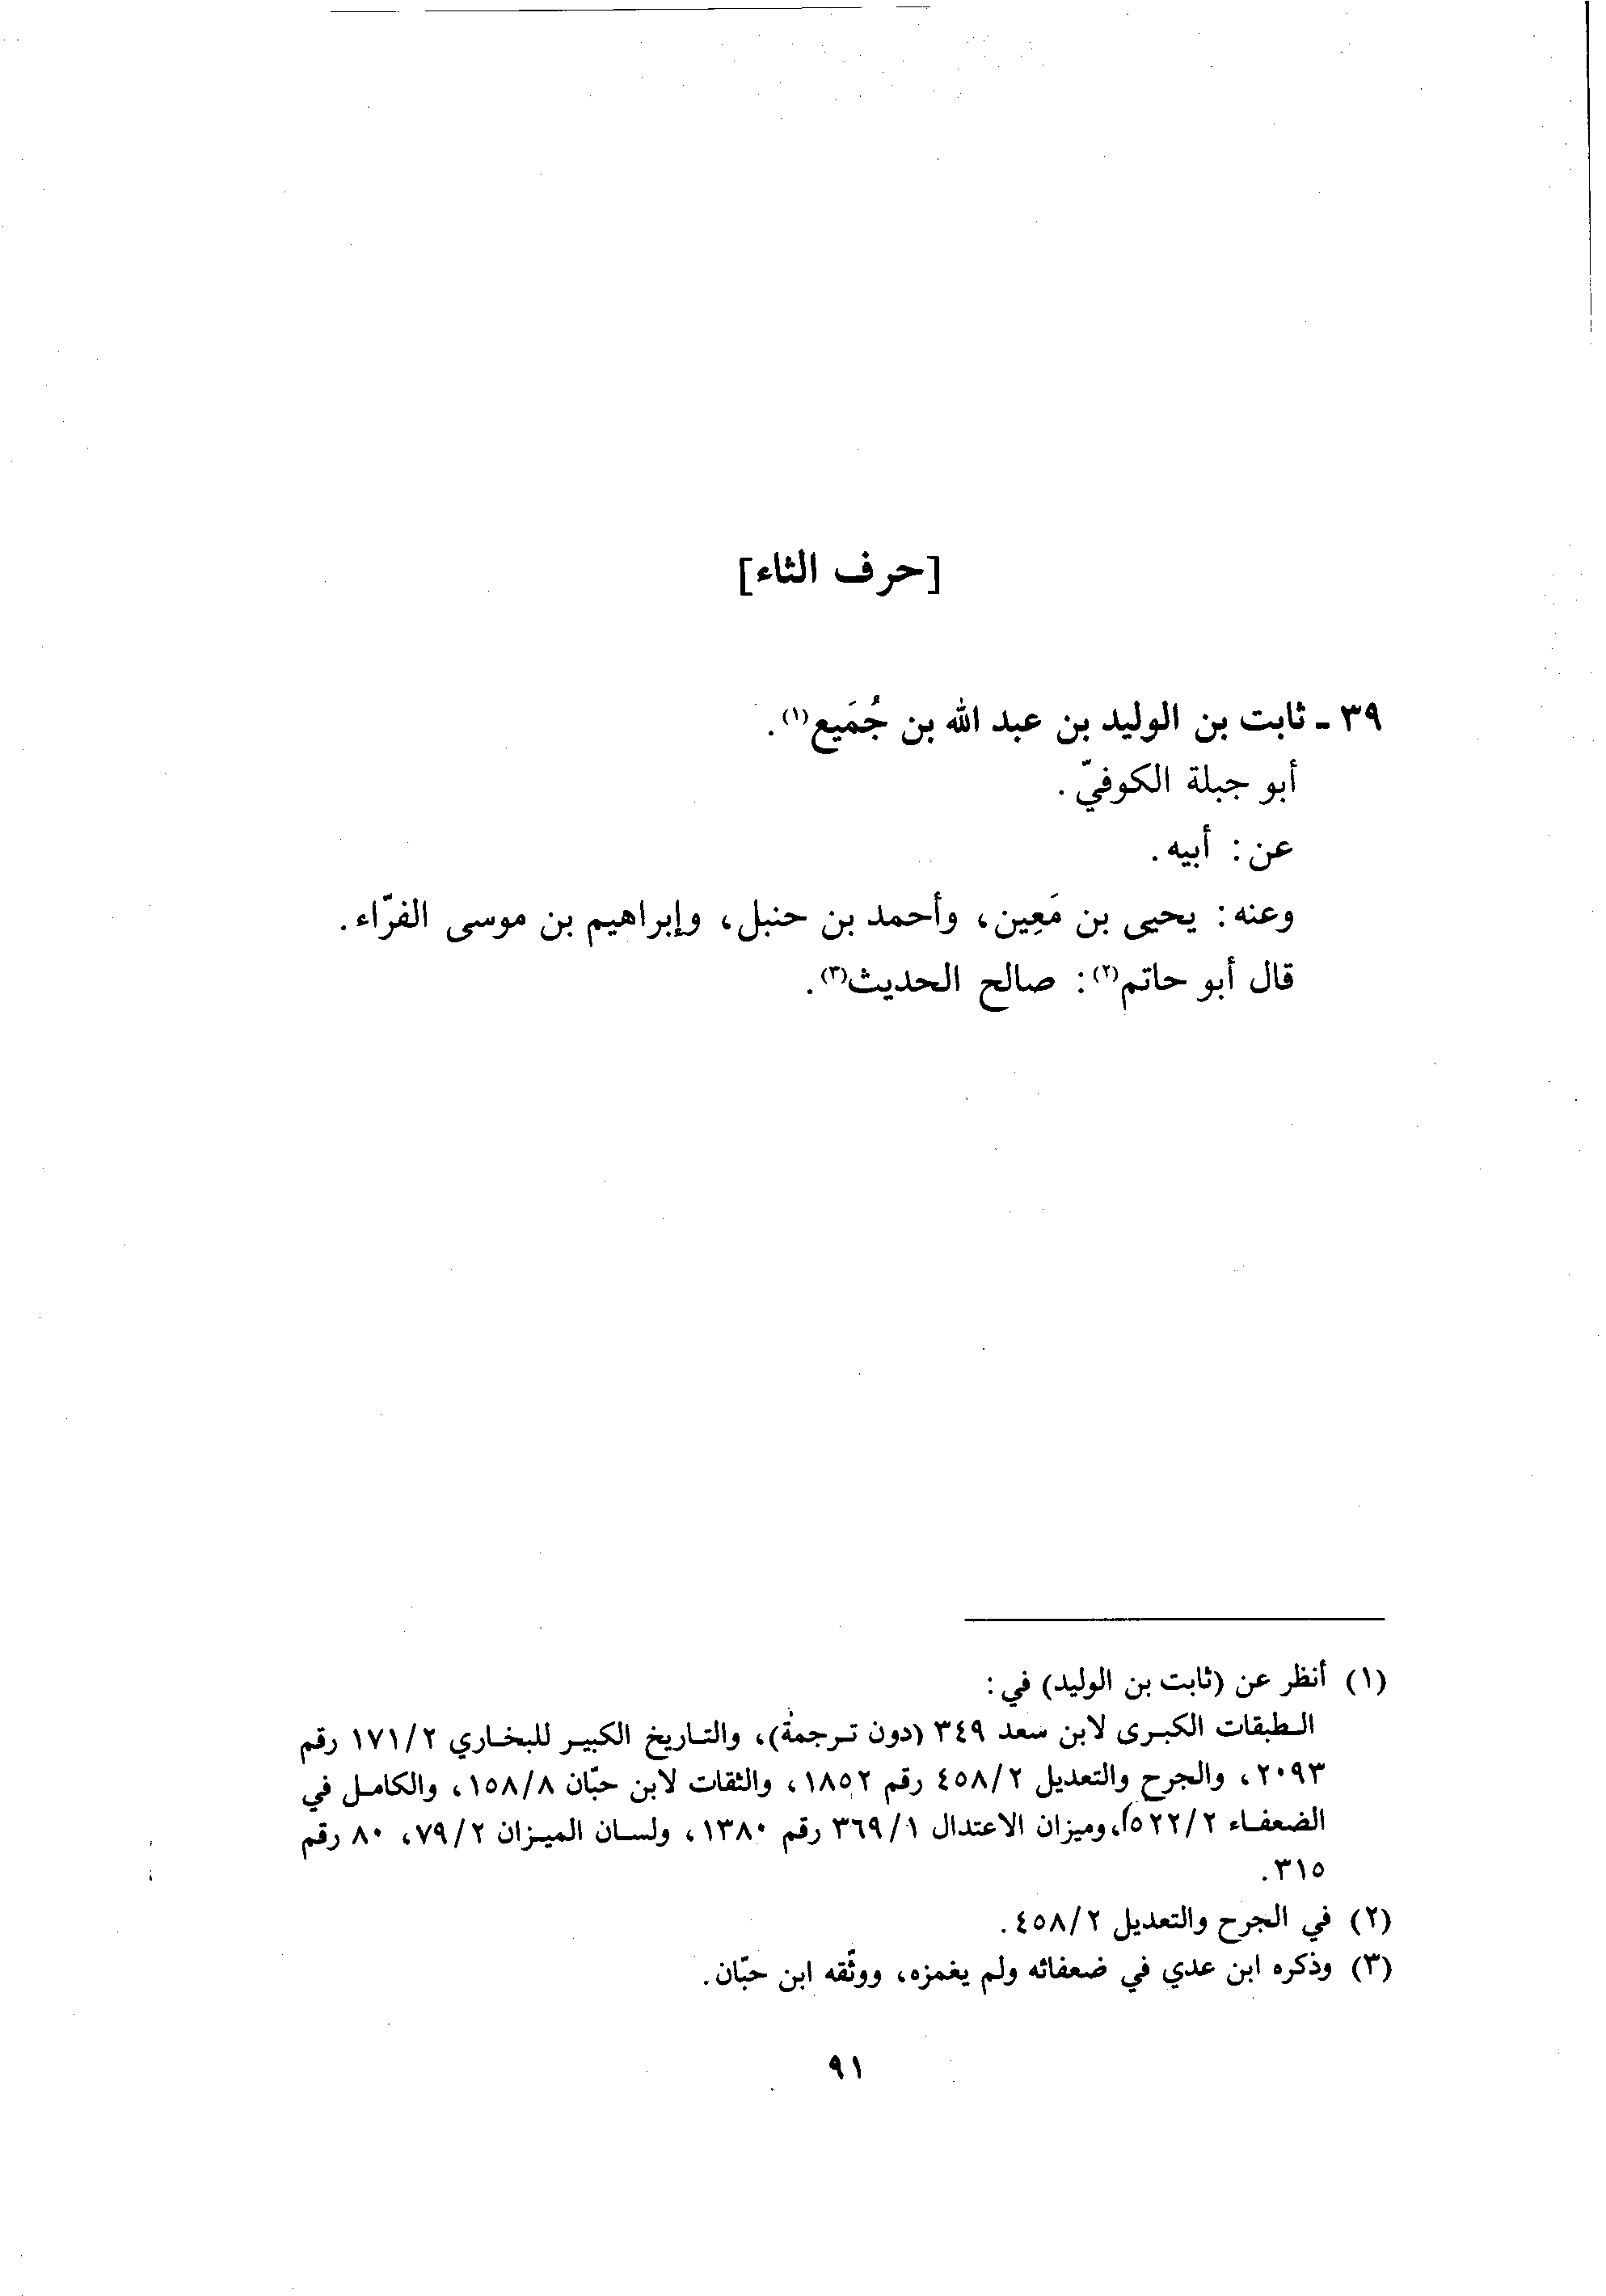 [حرف الثاء]
٣٩ ـ ثابت بن الوليد بن عبد الله بن جُمَيع(١).
أبو جبلة الكوفيّ.
عن: أبيه.
وعنه: يحيى بن مَعِين، وأحمد بن حنبل، وإبراهيم بن موسى الفرّاء.
قال أبو حاتم(٢): صالح الحديث(٣).
(١) أنظر عن (ثابت بن الوليد) في:
الطبقات الكبرى لابن سعد ٣٤٩ (دون ترجمة)، والتاريخ الكبير للبخاري ١٧١/٢ رقم
٢٠٩٣، والجرح والتعديل ٤٥٨/٢ رقم ١٨٥٢، والثقات لابن حبّان ١٥٨/٨، والكامل في
الضعفاء ٥٢٢/٢، وميزان الاعتدال ٣٦٩/١ رقم ١٣٨٠، ولسان الميزان ٧٩/٢، ٨٠ رقم
٣١٥.
(٢) في الجرح والتعديل ٤٥٨/٢.
(٣) وذكره ابن عدي في ضعفائه ولم يغمزه، ووثّقه ابن حبّان.
٩١